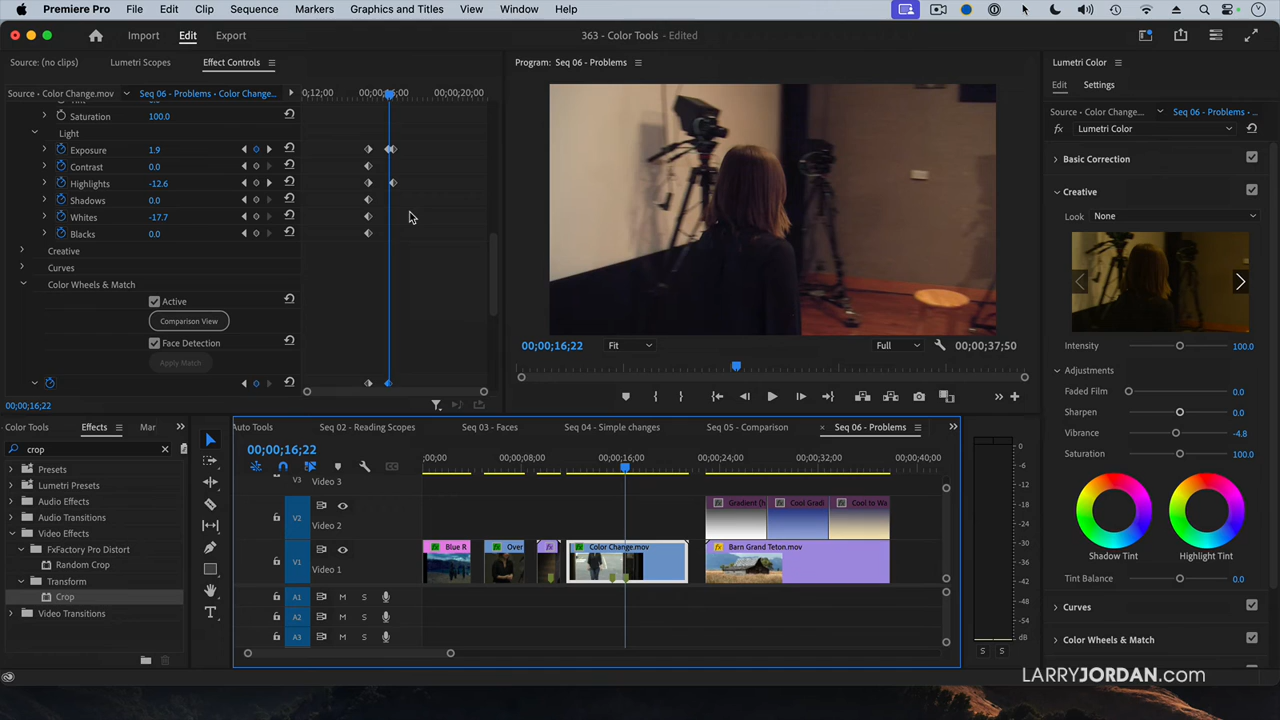 Premiere Pro File Edit Clip Sequence Markers Graphics and Titles View Window Help
Import Edit Export 363 - Color Tools - Edited
Source: (no clips) Lumetri Scopes Effect Controls Program: Seq 06 - Problems Lumetri Color
Edit Settings
Source • Color Change.mov Seq 06 - Problems • Color Change... ;12;00 00;00;20;00
Source • Color Change... Seq 06 - Problems • ...
fx Lumetri Color
Saturation 100.0
Light
Exposure 1.9
Contrast 0.0
Highlights -12.6
Shadows 0.0
Whites -17.7
Blacks 0.0
Creative
Curves
Color Wheels & Match
Active
Comparison View
Face Detection
Apply Match
00;00;16;22
00;00;16;22 Fit Full 00;00;37;50
Basic Correction
Creative
Look None
Intensity 100.0
Adjustments
Faded Film 0.0
Sharpen 0.0
Vibrance -4.8
Saturation 100.0
Shadow Tint Highlight Tint
Tint Balance 0.0
Curves
Color Wheels & Match
Color Tools Effects Mar
crop
Presets
Lumetri Presets
Audio Effects
Audio Transitions
Video Effects
FxFactory Pro Distort
Random Crop
Transform
Crop
Video Transitions
Auto Tools Seq 02 - Reading Scopes Seq 03 - Faces Seq 04 - Simple changes Seq 05 - Comparison Seq 06 - Problems
00;00;16;22
;00;00 00;00;08;00 00;00;16;00 00;00;24;00 00;00;32;00 00;00;40;00
V3 Video 3
V2 Video 2 Gradient (h Cool Gradi Cool to Wa
V1 Video 1 Blue R Over Color Change.mov Barn Grand Teton.mov
A1 M S
A2 M S
A3 M S
0
-6
-12
-18
-24
-30
-36
-42
-48
-54
dB
S S
LARRYJORDAN.com